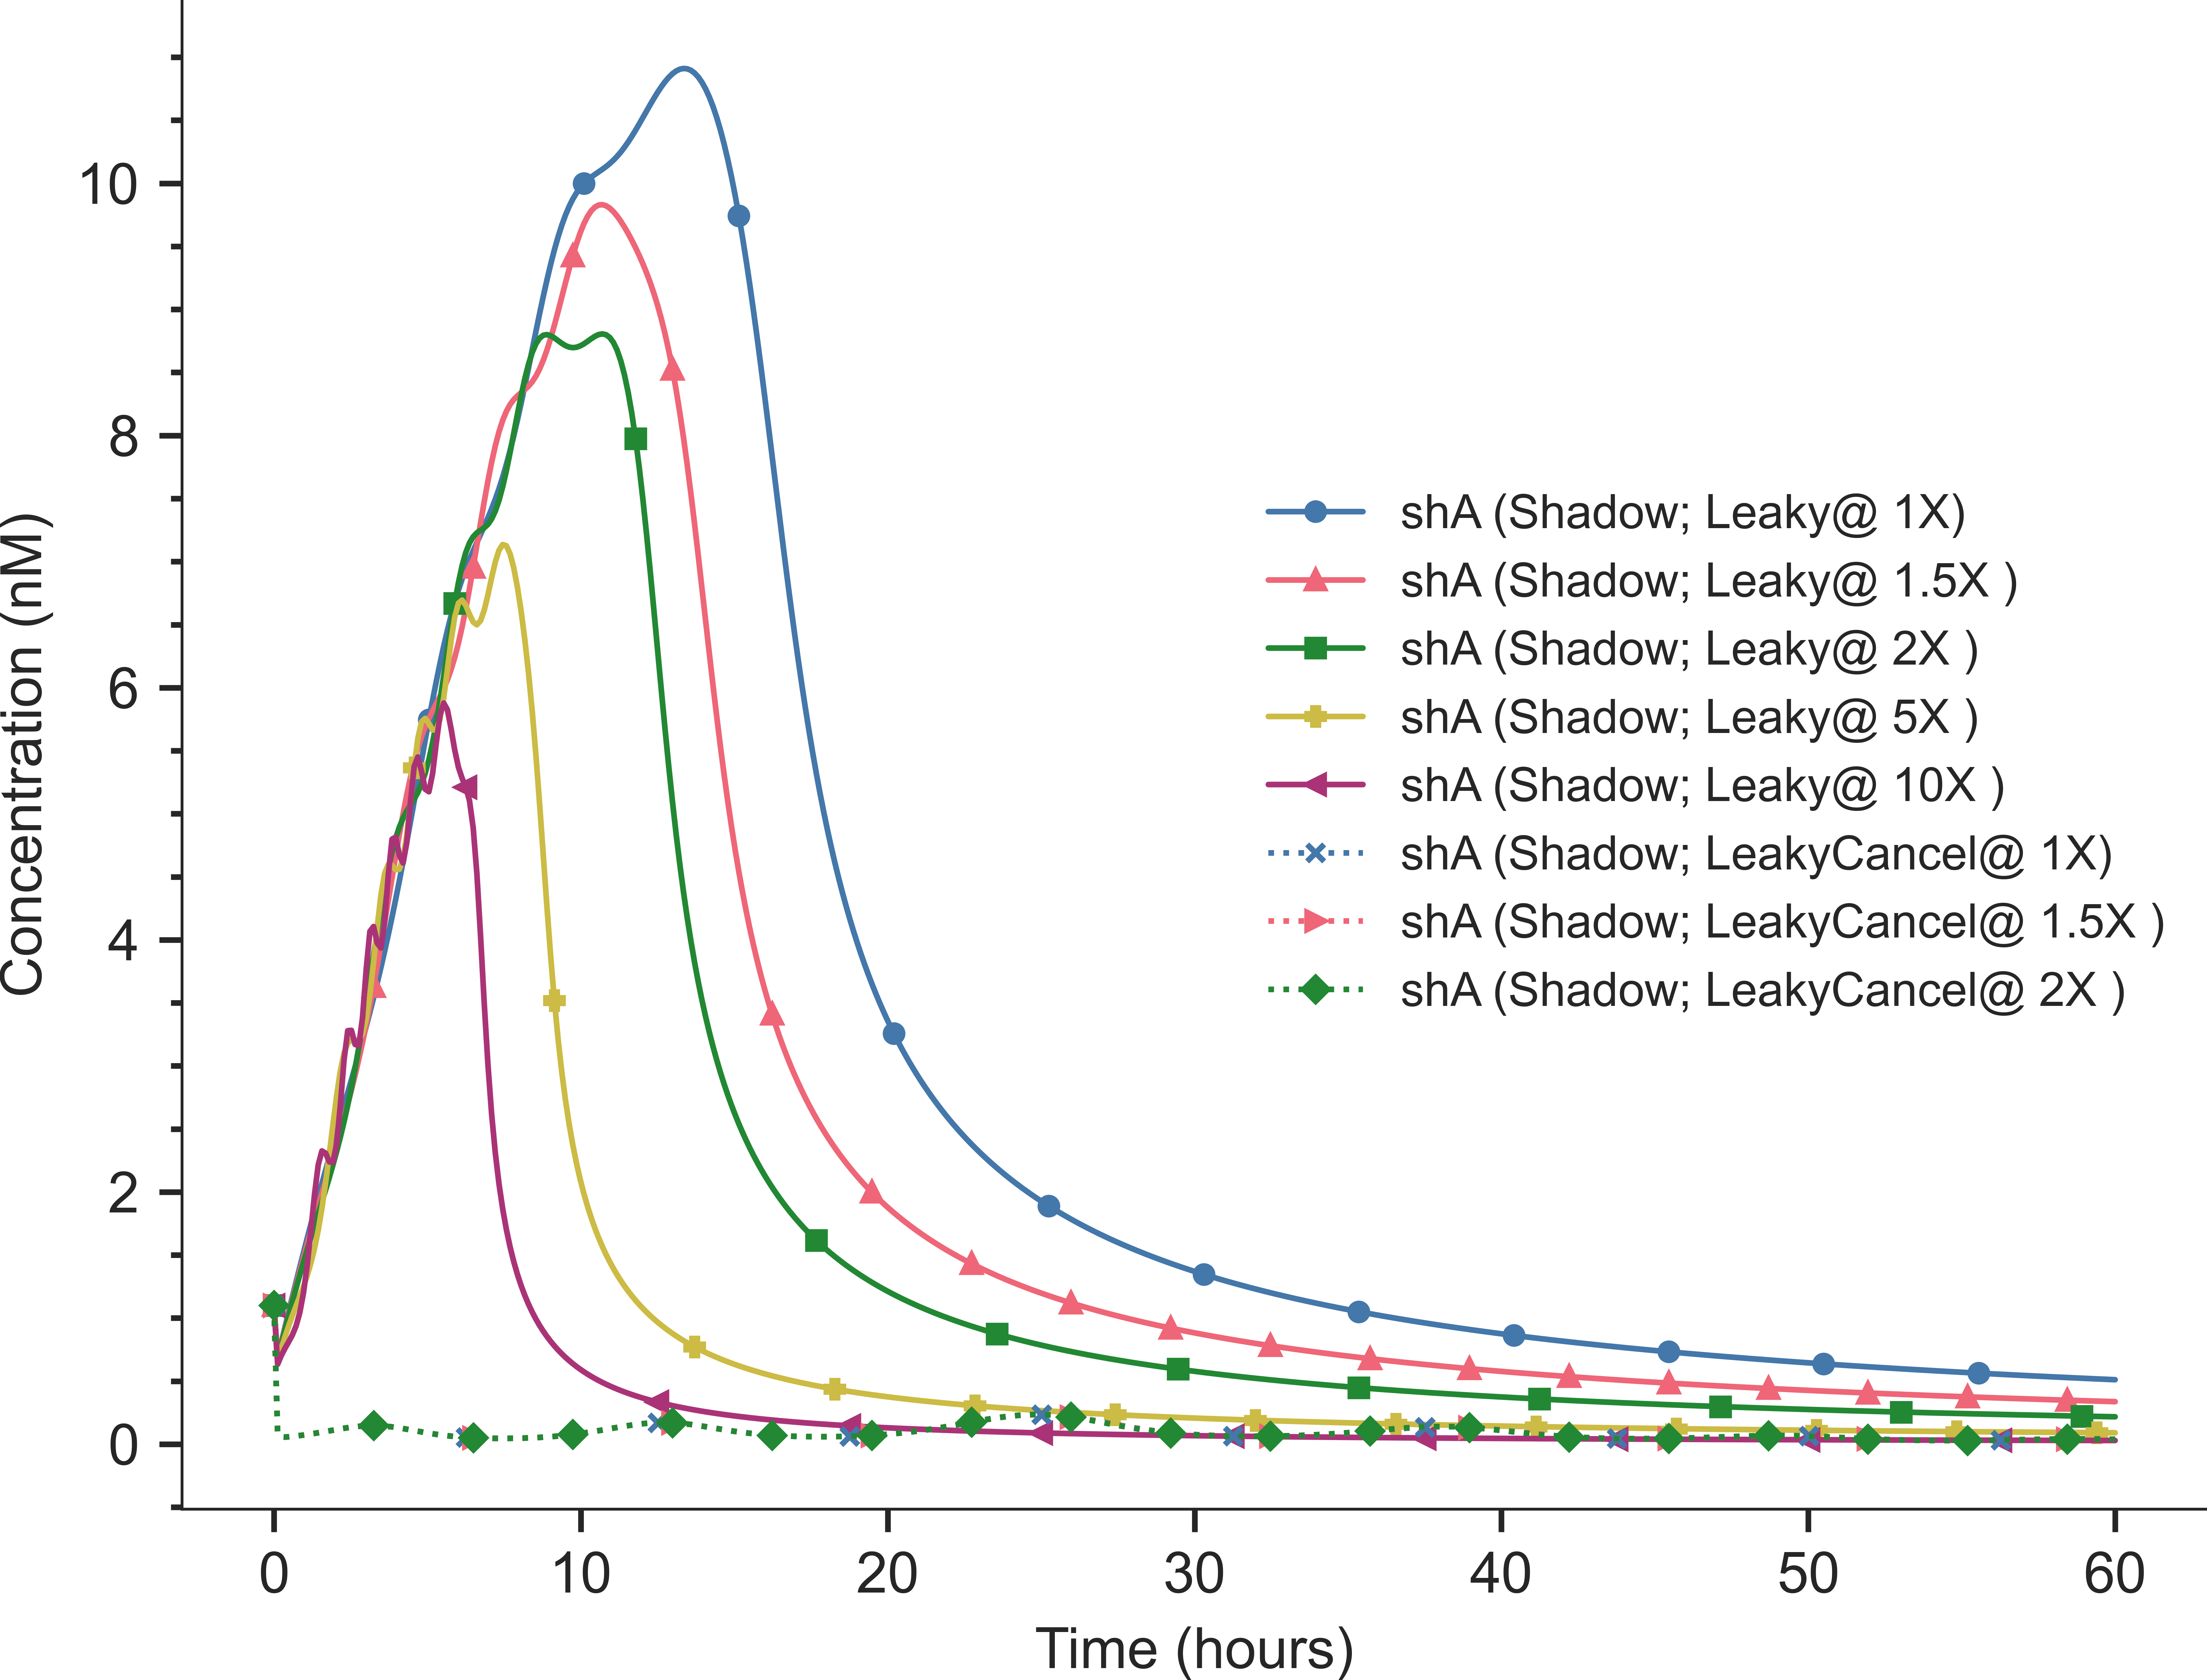 Concentration (nM)
10
8
6
4
2
0
shA (Shadow; Leaky@ 1X)
shA (Shadow; Leaky@ 1.5X )
shA (Shadow; Leaky@ 2X )
shA (Shadow; Leaky@ 5X )
shA (Shadow; Leaky@ 10X )
shA (Shadow; LeakyCancel@ 1X)
shA (Shadow; LeakyCancel@ 1.5X )
shA (Shadow; LeakyCancel@ 2X )
0 10 20 30 40 50 60
Time (hours)